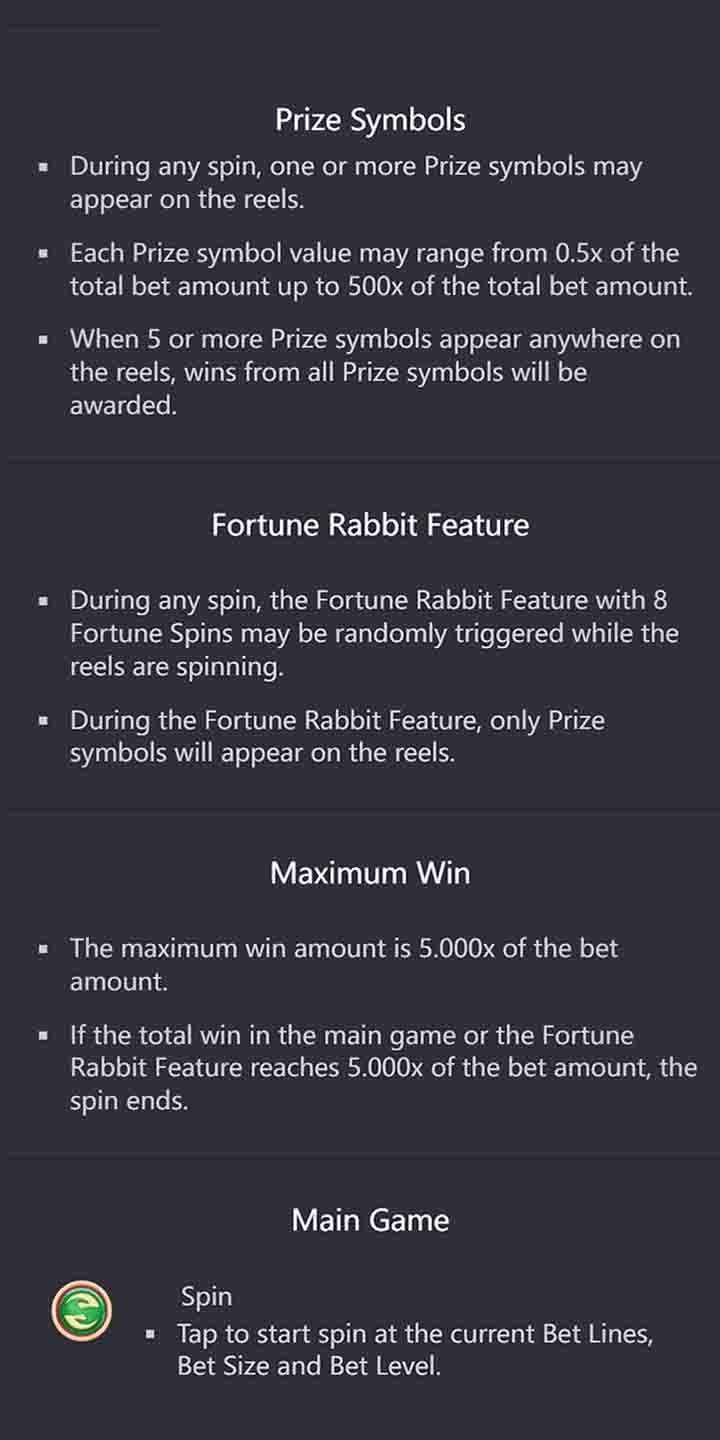 Prize Symbols
▪ During any spin, one or more Prize symbols may
appear on the reels.
▪ Each Prize symbol value may range from 0.5x of the
total bet amount up to 500x of the total bet amount.
▪ When 5 or more Prize symbols appear anywhere on
the reels, wins from all Prize symbols will be
awarded.
Fortune Rabbit Feature
▪ During any spin, the Fortune Rabbit Feature with 8
Fortune Spins may be randomly triggered while the
reels are spinning.
▪ During the Fortune Rabbit Feature, only Prize
symbols will appear on the reels.
Maximum Win
▪ The maximum win amount is 5.000x of the bet
amount.
▪ If the total win in the main game or the Fortune
Rabbit Feature reaches 5.000x of the bet amount, the
spin ends.
Main Game
Spin
▪ Tap to start spin at the current Bet Lines,
Bet Size and Bet Level.